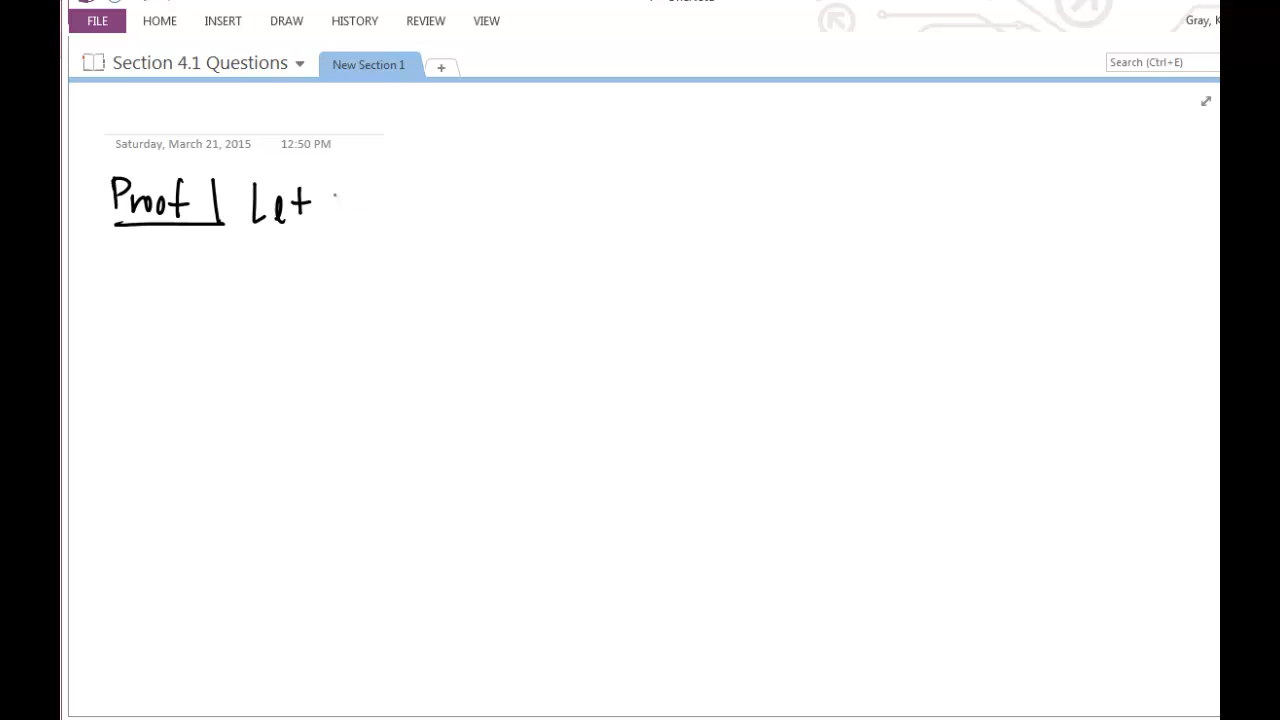 FILE HOME INSERT DRAW HISTORY REVIEW VIEW
Section 4.1 Questions New Section 1 + Search (Ctrl+E)
Saturday, March 21, 2015 12:50 PM
Proof | Let